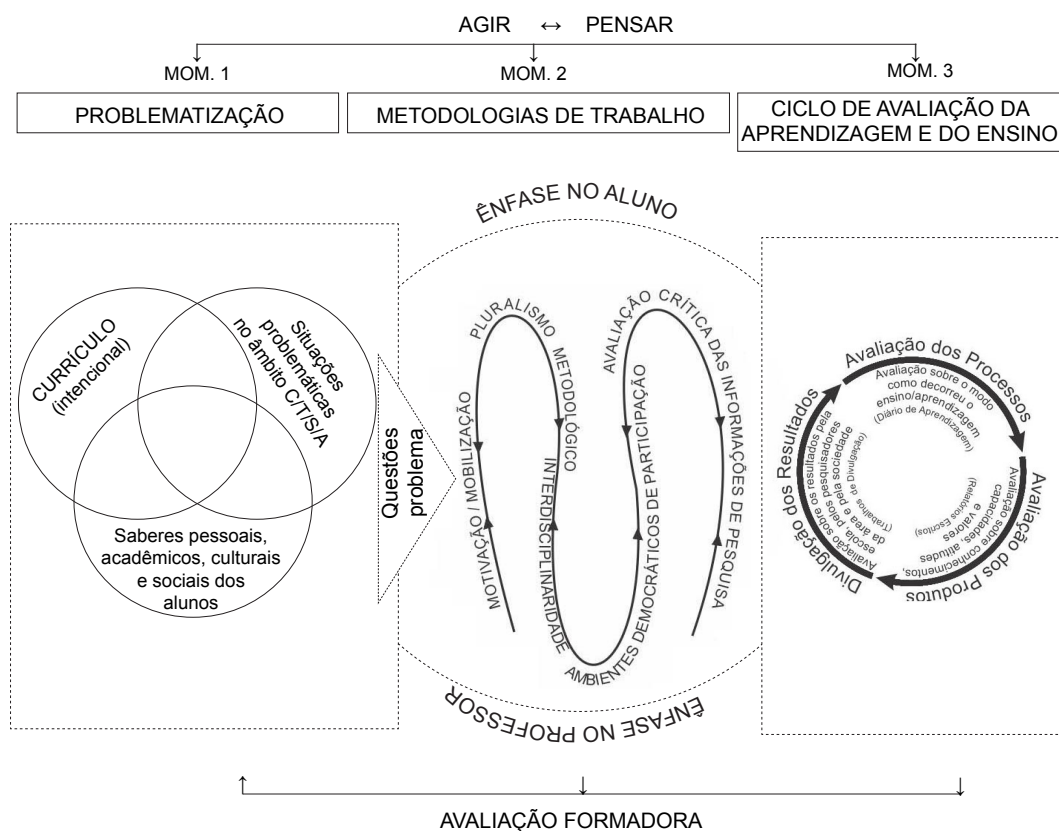 AGIR ↔ PENSAR
MOM. 1
MOM. 2
MOM. 3
PROBLEMATIZAÇÃO
METODOLOGIAS DE TRABALHO
CICLO DE AVALIAÇÃO DA
APRENDIZAGEM E DO ENSINO
CURRÍCULO
(intencional)
Situações
problemáticas
no âmbito C/T/S/A
Saberes pessoais,
acadêmicos, culturais
e sociais dos
alunos
Questões
problema
ÊNFASE NO ALUNO
MOTIVAÇÃO / MOBILIZAÇÃO
PLURALISMO METODOLÓGICO
INTERDISCIPLINARIDADE
AMBIENTES DEMOCRÁTICOS DE PARTICIPAÇÃO
AVALIAÇÃO CRÍTICA DAS INFORMAÇÕES DE PESQUISA
ÊNFASE NO PROFESSOR
Avaliação dos Processos
Avaliação sobre o modo
como decorreu o
ensino/aprendizagem
(Diário de Aprendizagem)
Avaliação dos Produtos
Avaliação sobre conhecimentos,
capacidades, atitudes
e valores
(Relatórios Escritos)
Divulgação dos Resultados
Avaliação sobre os resultados pela
escola, pelos pesquisadores
da área e pela sociedade
(Trabalhos de Divulgação)
AVALIAÇÃO FORMADORA